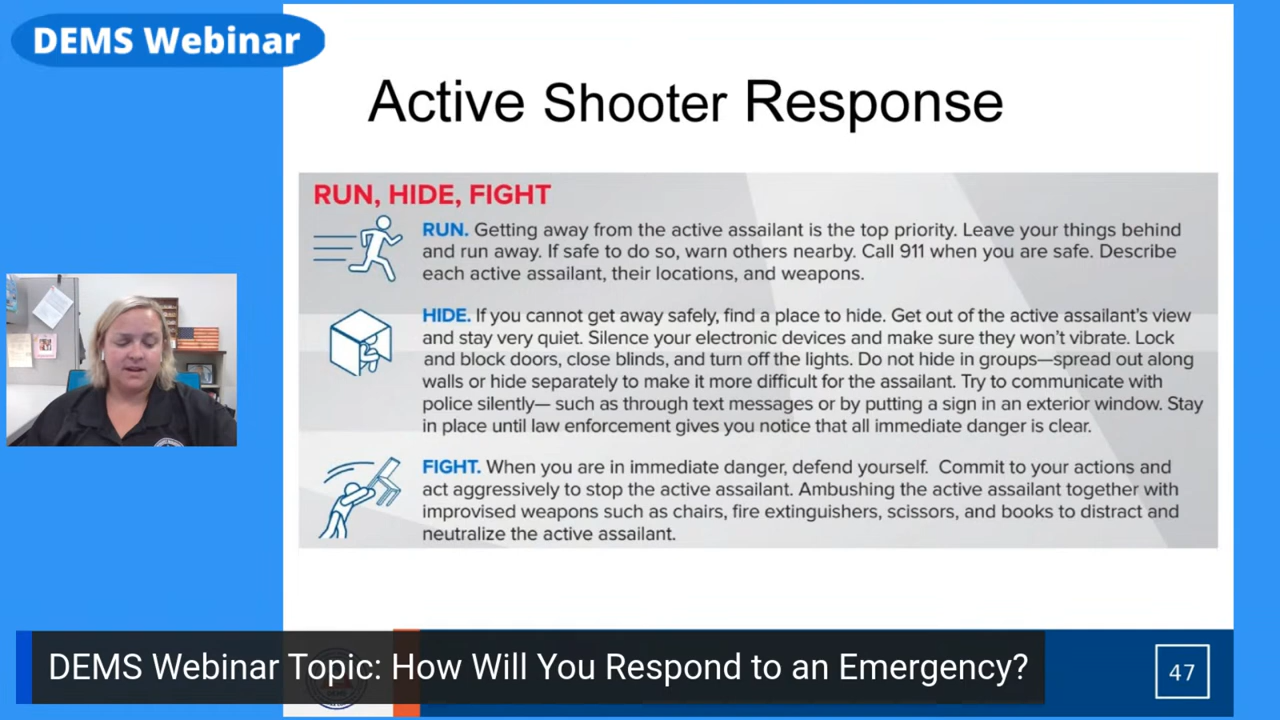 DEMS Webinar
Active Shooter Response
RUN, HIDE, FIGHT
RUN. Getting away from the active assailant is the top priority. Leave your things behind
and run away. If safe to do so, warn others nearby. Call 911 when you are safe. Describe
each active assailant, their locations, and weapons.
HIDE. If you cannot get away safely, find a place to hide. Get out of the active assailant's view
and stay very quiet. Silence your electronic devices and make sure they won't vibrate. Lock
and block doors, close blinds, and turn off the lights. Do not hide in groups—spread out along
walls or hide separately to make it more difficult for the assailant. Try to communicate with
police silently— such as through text messages or by putting a sign in an exterior window. Stay
in place until law enforcement gives you notice that all immediate danger is clear.
FIGHT. When you are in immediate danger, defend yourself.  Commit to your actions and
act aggressively to stop the active assailant. Ambushing the active assailant together with
improvised weapons such as chairs, fire extinguishers, scissors, and books to distract and
neutralize the active assailant.
DEMS Webinar Topic: How Will You Respond to an Emergency?
47